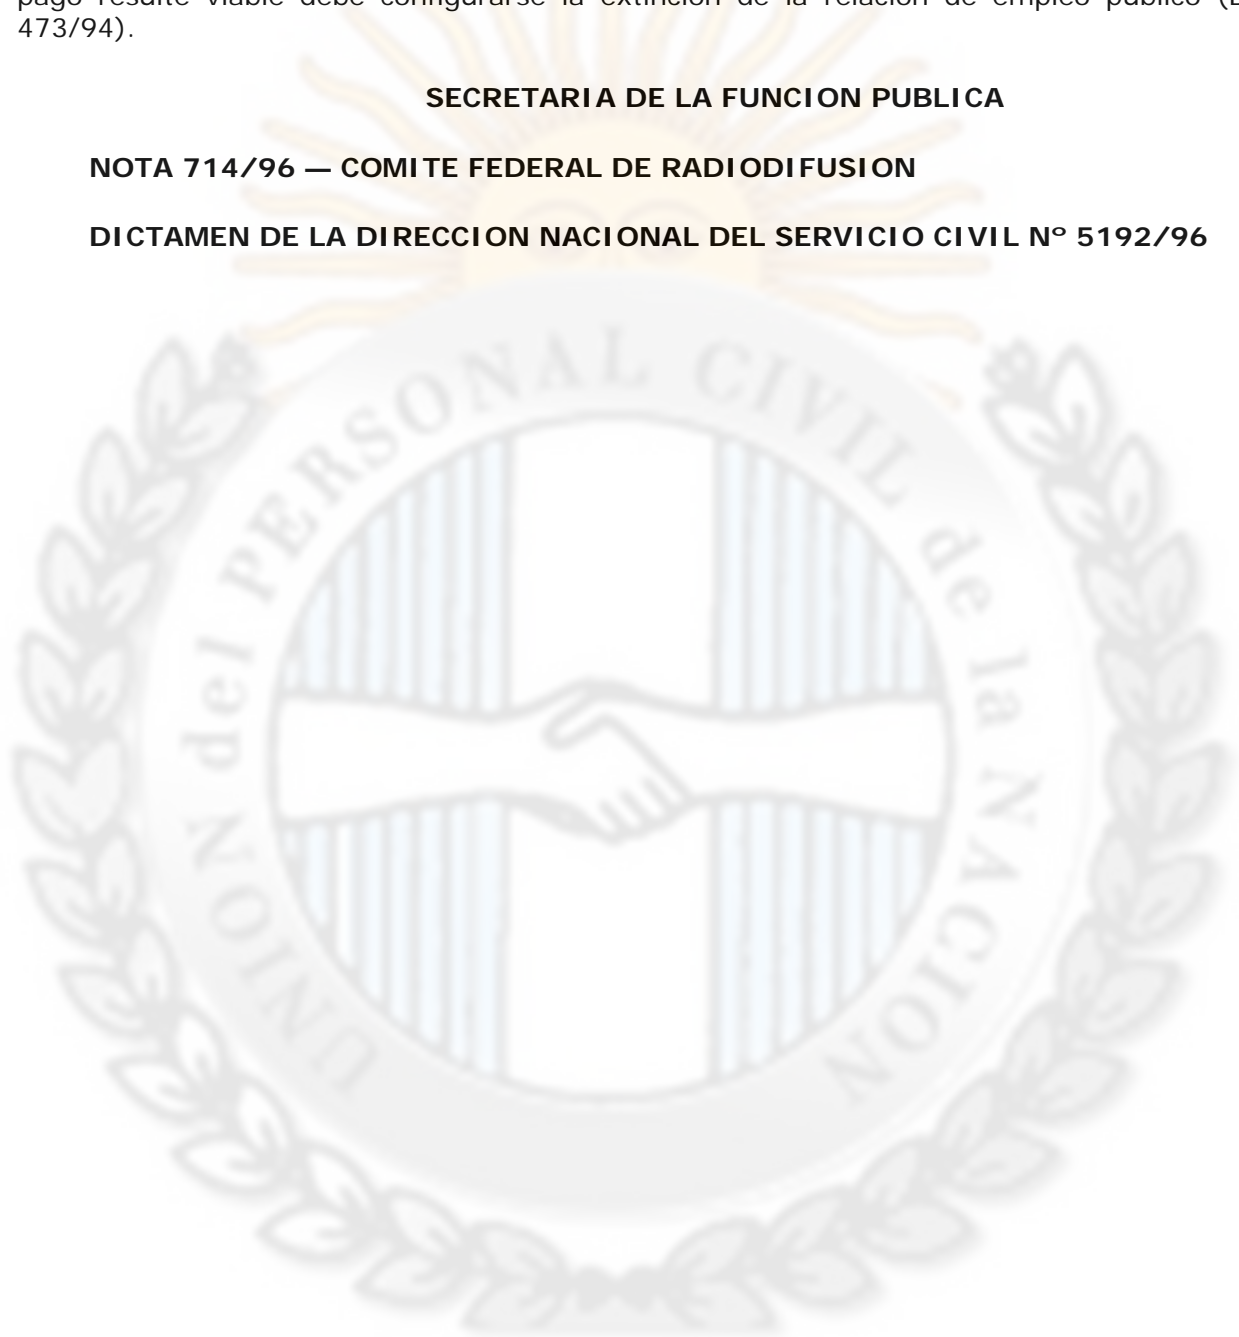 pago resulte viable debe configurarse la extinción de la relación de empleo público (
473/94).
SECRETARIA DE LA FUNCION PUBLICA
NOTA 714/96 — COMITE FEDERAL DE RADIODIFUSION
DICTAMEN DE LA DIRECCION NACIONAL DEL SERVICIO CIVIL Nº 5192/96
UNION del PERSONAL CIVIL de la NACION